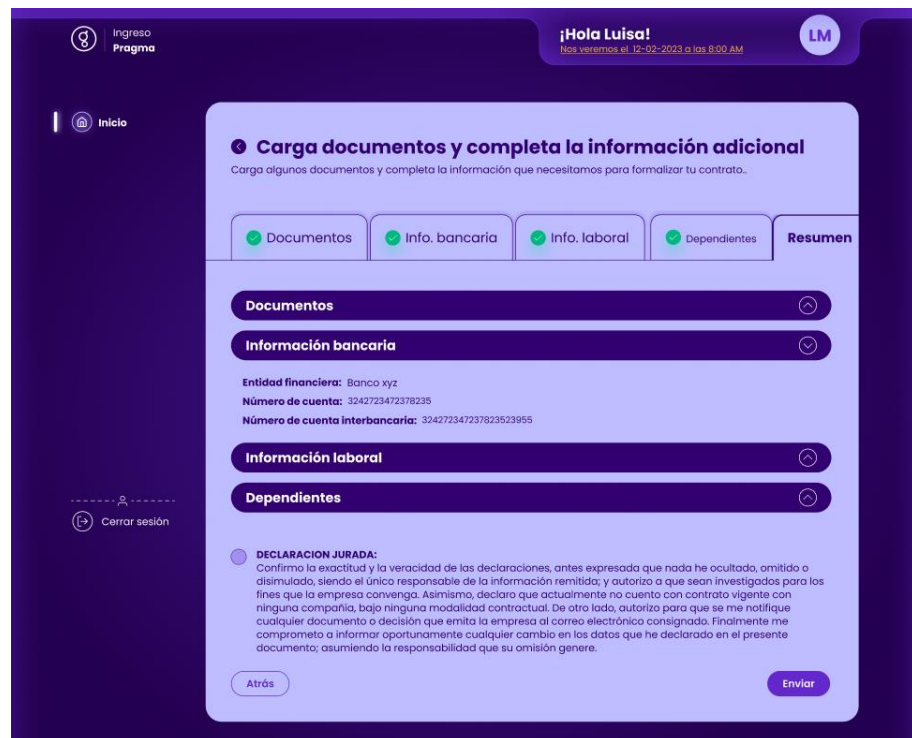 Ingreso
Pragma
¡Hola Luisa!
Nos veremos el 12-02-2023 a las 8:00 AM
LM
Inicio
Carga documentos y completa la información adicional
Carga algunos documentos y completa la información que necesitamos para formalizar tu contrato..
Documentos
Info. bancaria
Info. laboral
Dependientes
Resumen
Documentos
Información bancaria
Entidad financiera: Banco xyz
Número de cuenta: 3242723472378235
Número de cuenta interbancaria: 324272347237823523955
Información laboral
Dependientes
Cerrar sesión
DECLARACION JURADA:
Confirmo la exactitud y la veracidad de las declaraciones, antes expresada que nada he ocultado, omitido o
disimulado, siendo el único responsable de la información remitida; y autorizo a que sean investigados para los
fines que la empresa convenga. Asimismo, declaro que actualmente no cuento con contrato vigente con
ninguna compañía, bajo ninguna modalidad contractual. De otro lado, autorizo para que se me notifique
cualquier documento o decisión que emita la empresa al correo electrónico consignado. Finalmente me
comprometo a informar oportunamente cualquier cambio en los datos que he declarado en el presente
documento; asumiendo la responsabilidad que su omisión genere.
Atrás
Enviar